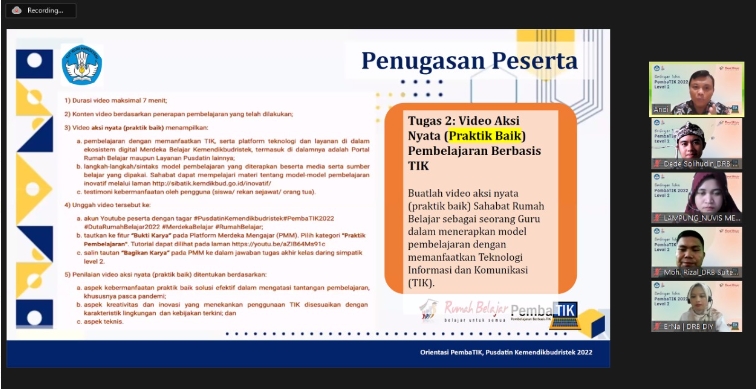 Recording...
Penugasan Peserta
1) Durasi video maksimal 7 menit;
2) Konten video berdasarkan penerapan pembelajaran yang telah dilakukan;
3) Video aksi nyata (praktik baik) menampilkan:
a. pembelajaran dengan memanfaatkan TIK, serta platform teknologi dan layanan di dalam
ekosistem digital Merdeka Belajar Kemendikbudristek, termasuk di dalamnya adalah Portal
Rumah Belajar maupun Layanan Pusdatin lainnya;
b. langkah-langkah/sintaks model pembelajaran yang diterapkan beserta media serta sumber
belajar yang dipakai. Sahabat dapat mempelajari materi tentang model-model pembelajaran
inovatif melalui laman http://sibatik.kemdikbud.go.id/inovatif/
c. testimoni kebermanfaatan oleh pengguna (siswa/ rekan sejawat/ orang tua).
4) Unggah video tersebut ke:
a. akun Youtube peserta dengan tagar #PusdatinKemendikbudristek#PembaTIK2022
#DutaRumahBelajar2022 #MerdekaBelajar #RumahBelajar;
b. tautkan ke fitur "Bukti Karya" pada Platform Merdeka Mengajar (PMM). Pilih kategori "Praktik
Pembelajaran". Tutorial dapat dilihat pada laman
c. salin tautan "Bagikan Karya" pada PMM ke dalam jawaban tugas akhir kelas daring simpatik
level 2.
5) Penilaian video aksi nyata (praktik baik) ditentukan berdasarkan:
a. aspek kebermanfaatan praktik baik solusi efektif dalam mengatasi tantangan pembelajaran,
khususnya pasca pandemi;
b. aspek kreativitas dan inovasi yang menekankan penggunaan TIK disesuaikan dengan
karakteristik lingkungan dan kebijakan terkini; dan
c. aspek teknis.
Tugas 2: Video Aksi
Nyata (Praktik Baik)
Pembelajaran Berbasis
TIK
Buatlah video aksi nyata
(praktik baik) Sahabat Rumah
Belajar sebagai seorang Guru
dalam menerapkan model
pembelajaran dengan
memanfaatkan Teknologi
Informasi dan Komunikasi
(TIK).
Rumah Belajar
Belajar untuk semua
PembaTIK
Orientasi PembaTIK, Pusdatin Kemendikbudristek 2022
Andi
Dede Solihudin_DRB
LAMPUNG_NUVIS ME...
Moh. Rizal_DRB Sulte...
ErNa | DRB DIY